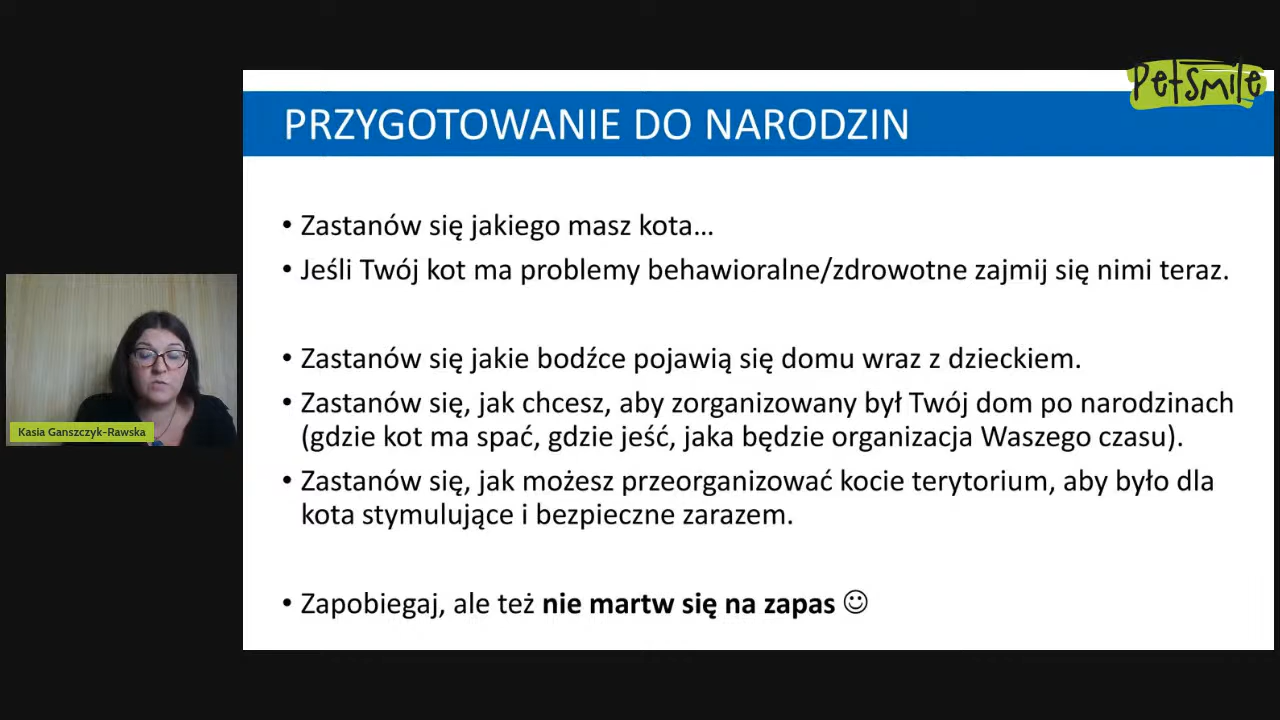 PetSmile
PRZYGOTOWANIE DO NARODZIN
• Zastanów się jakiego masz kota...
• Jeśli Twój kot ma problemy behawioralne/zdrowotne zajmij się nimi teraz.
• Zastanów się jakie bodźce pojawią się domu wraz z dzieckiem.
• Zastanów się, jak chcesz, aby zorganizowany był Twój dom po narodzinach
(gdzie kot ma spać, gdzie jeść, jaka będzie organizacja Waszego czasu).
• Zastanów się, jak możesz przeorganizować kocie terytorium, aby było dla
kota stymulujące i bezpieczne zarazem.
• Zapobiegaj, ale też nie martw się na zapas ☺
Kasia Ganszczyk-Rawska